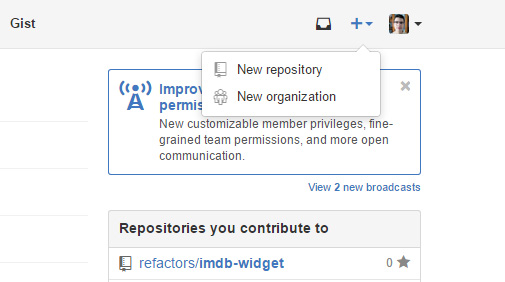 Gist
New repository
New organization
Improv
permis
New customizable member privileges, fine-
grained team permissions, and more open
communication.
View 2 new broadcasts
Repositories you contribute to
refactors/imdb-widget
0